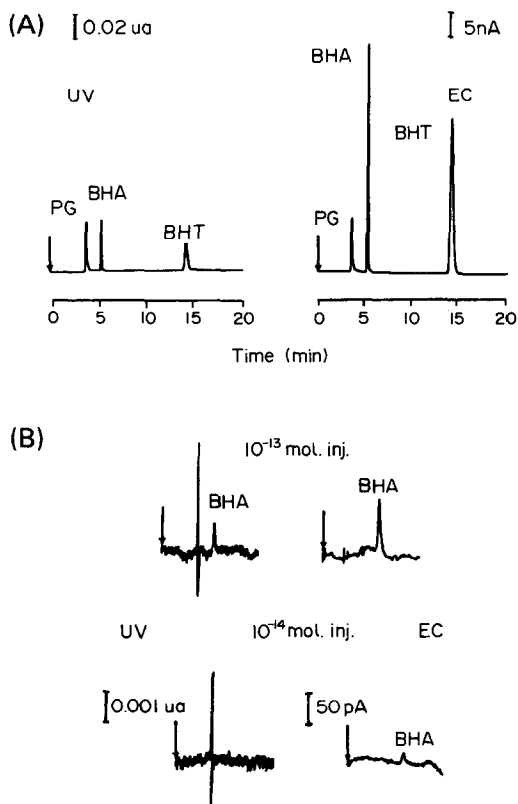 (A)
0.02 ua
5nA
UV
BHA
EC
BHT
PG
BHA
BHT
PG
0 5 10 15 20
0 5 10 15 20
Time (min)
(B)
10⁻¹³ mol. inj.
BHA
BHA
UV
10⁻¹⁴ mol. inj.
EC
0.001 ua
50 pA
BHA